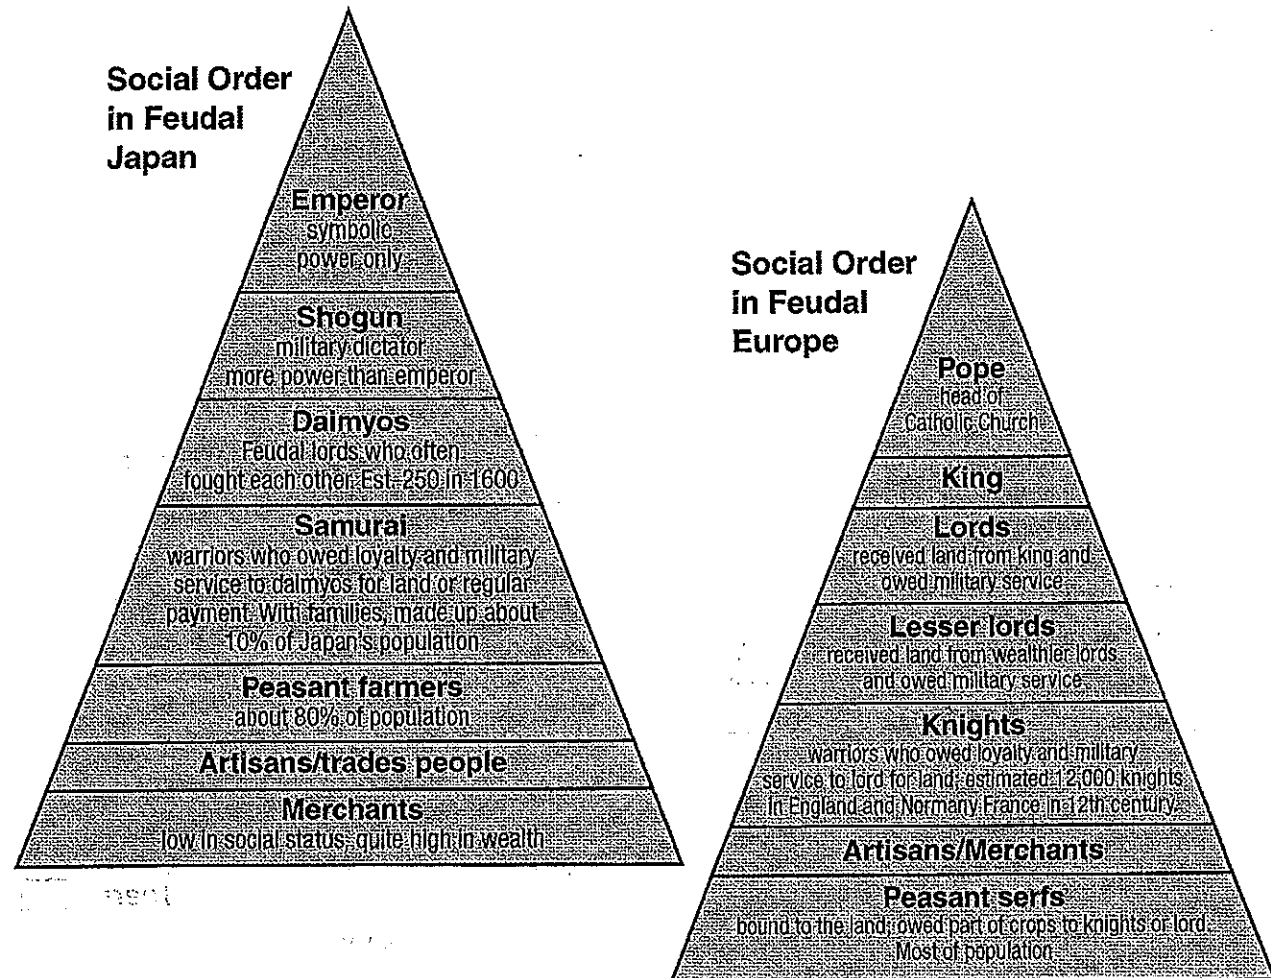 Social Order
in Feudal
Japan
Emperor
symbolic
power only
Shogun
military dictator
more power than emperor
Daimyos
Feudal lords who often
fought each other. Est. 250 in 1600
Samurai
warriors who owed loyalty and military
service to daimyos for land or regular
payment. With families, made up about
10% of Japan's population
Peasant farmers
about 80% of population
Artisans/trades people
Merchants
low in social status, quite high in wealth
Social Order
in Feudal
Europe
Pope
head of
Catholic Church
King
Lords
received land from king and
owed military service
Lesser lords
received land from wealthier lords
and owed military service
Knights
warriors who owed loyalty and military
service to lord for land; estimated 12,000 knights
in England and Normany France in 12th century
Artisans/Merchants
Peasant serfs
bound to the land; owed part of crops to knights or lord.
Most of population